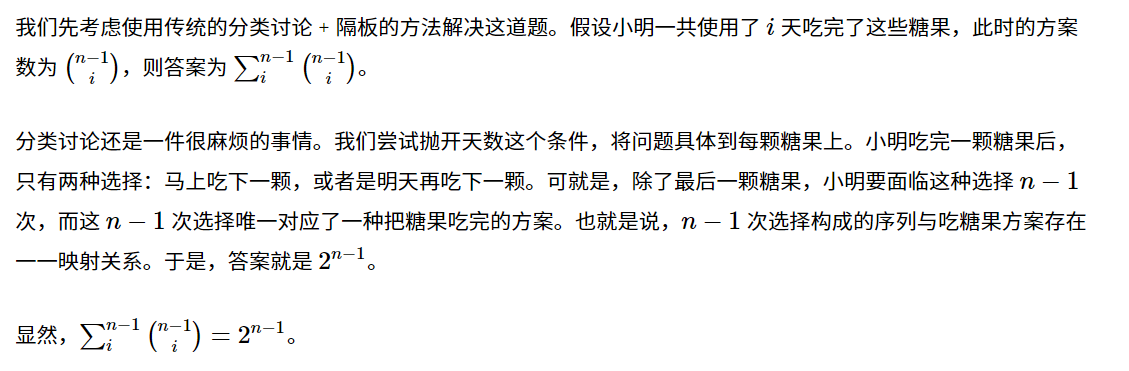 我们先考虑使用传统的分类讨论 + 隔板的方法解决这道题。假设小明一共使用了 $i$ 天吃完了这些糖果，此时的方案
数为 $\binom{n-1}{i}$，则答案为 $\sum_{i}^{n-1} \binom{n-1}{i}$。
分类讨论还是一件很麻烦的事情。我们尝试抛开天数这个条件，将问题具体到每颗糖果上。小明吃完一颗糖果后，
只有两种选择：马上吃下一颗，或者是明天再吃下一颗。可就是，除了最后一颗糖果，小明要面临这种选择 $n-1$
次，而这 $n-1$ 次选择唯一对应了一种把糖果吃完的方案。也就是说，$n-1$ 次选择构成的序列与吃糖果方案存在
一一映射关系。于是，答案就是 $2^{n-1}$。
显然，$\sum_{i}^{n-1} \binom{n-1}{i} = 2^{n-1}$。